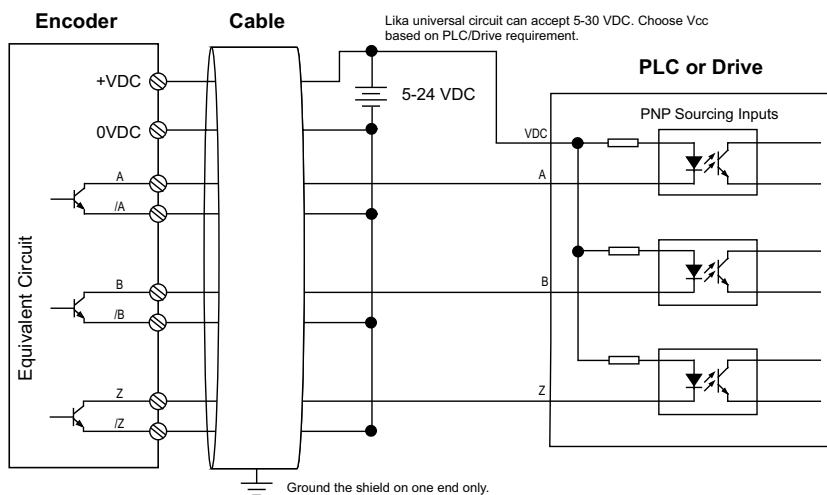 Encoder
Cable
Lika universal circuit can accept 5-30 VDC. Choose Vcc
based on PLC/Drive requirement.
PLC or Drive
+VDC
5-24 VDC
PNP Sourcing Inputs
0VDC
VDC
A
A
/A
B
B
/B
Z
Z
/Z
Equivalent Circuit
Ground the shield on one end only.